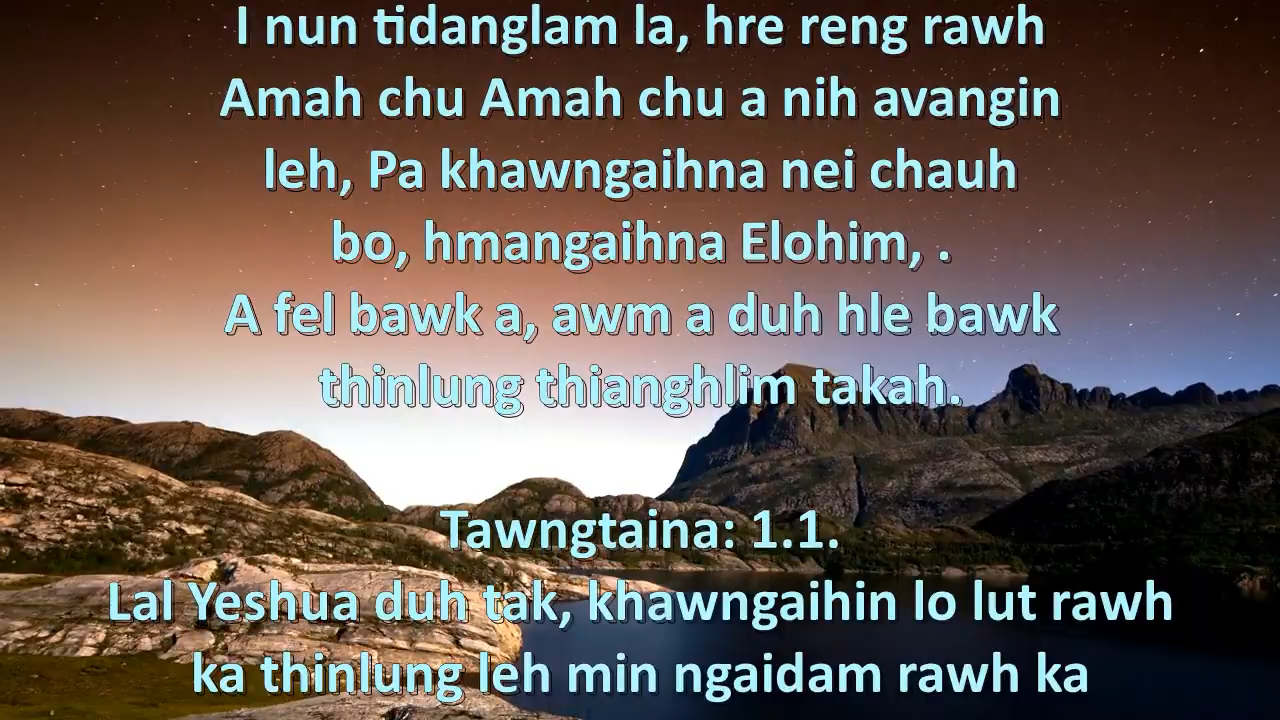 I nun tidanglam la, hre reng rawh
Amah chu Amah chu a nih avangin
leh, Pa khawngaihna nei chauh
bo, hmangaihna Elohim, .
A fel bawk a, awm a duh hle bawk
thinlung thianghlim takah.
Tawngtaina: 1.1.
Lal Yeshua duh tak, khawngaihin lo lut rawh
ka thinlung leh min ngaidam rawh ka